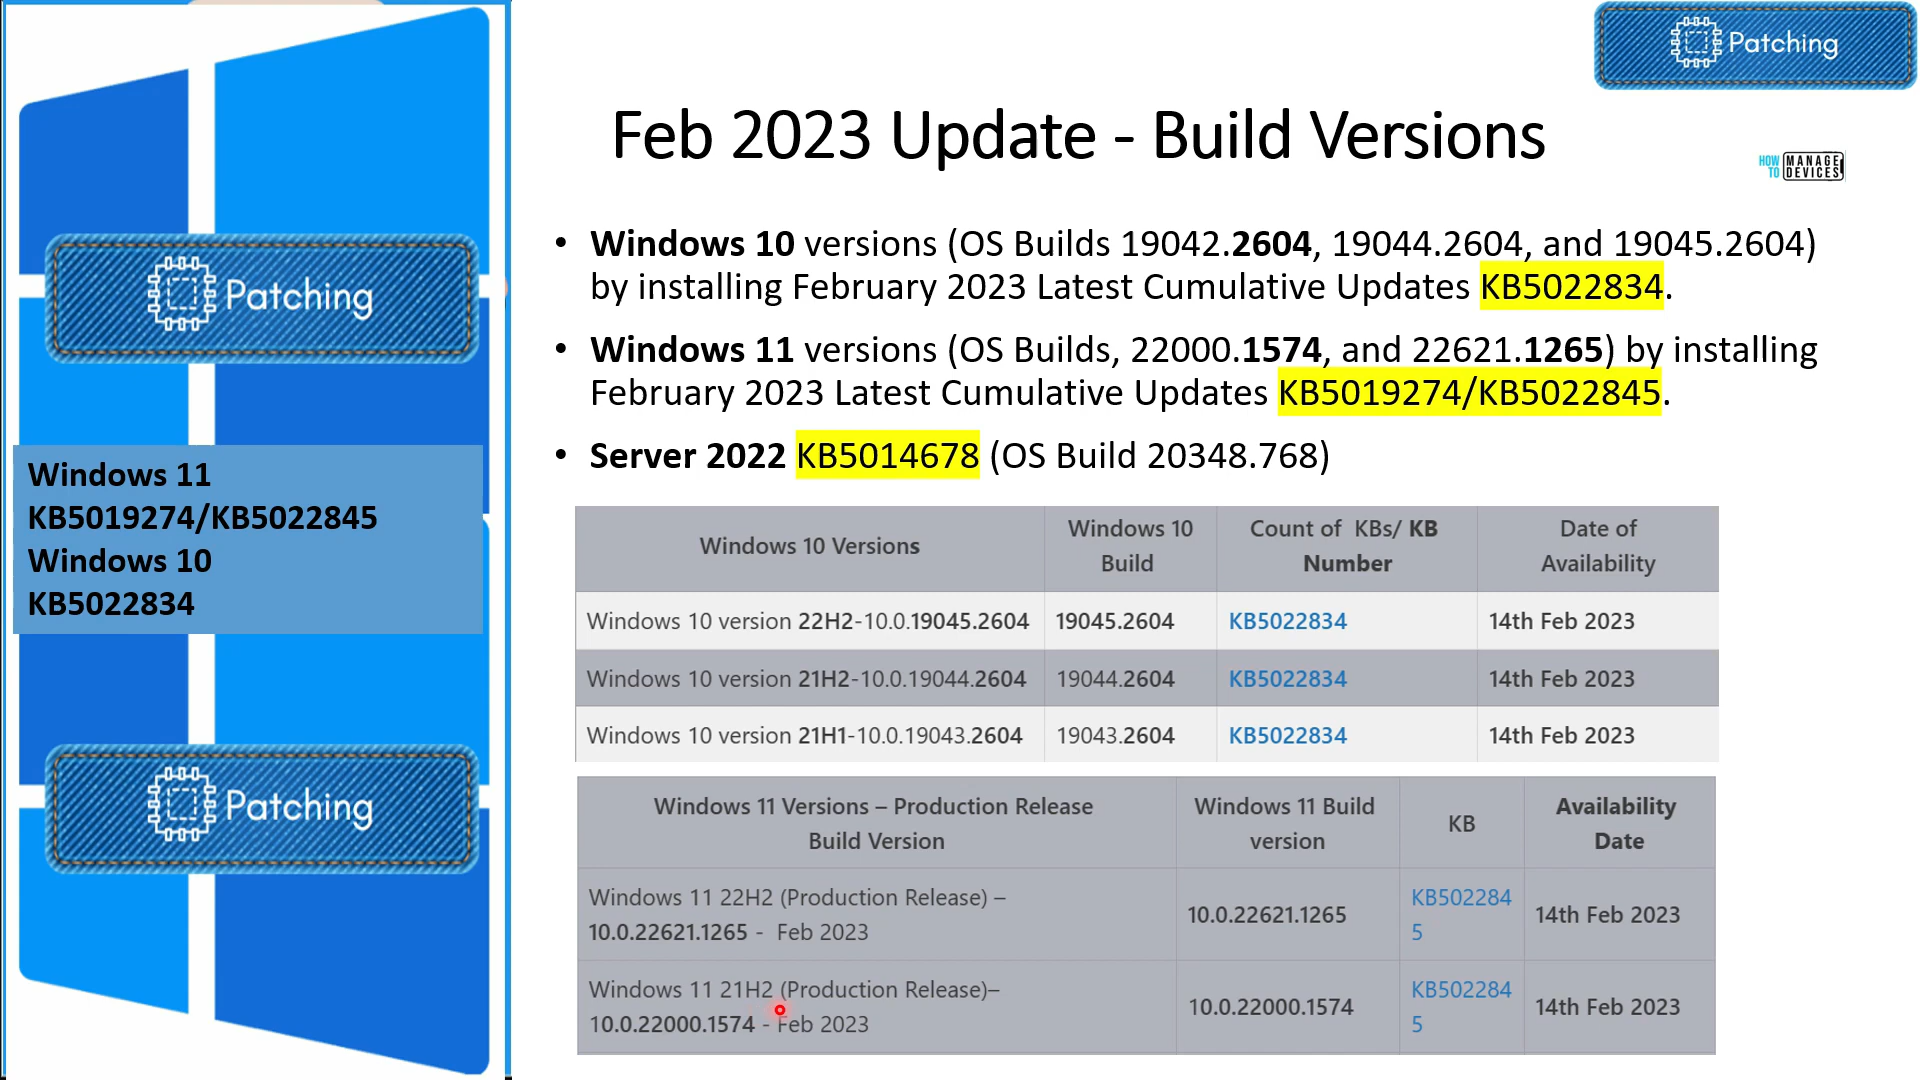 Patching
Feb 2023 Update - Build Versions
HOW TO MANAGE DEVICES
• Windows 10 versions (OS Builds 19042.2604, 19044.2604, and 19045.2604)
by installing February 2023 Latest Cumulative Updates KB5022834.
• Windows 11 versions (OS Builds, 22000.1574, and 22621.1265) by installing
February 2023 Latest Cumulative Updates KB5019274/KB5022845.
• Server 2022 KB5014678 (OS Build 20348.768)
Patching
Windows 11
KB5019274/KB5022845
Windows 10
KB5022834
Patching
Windows 10 Versions
Windows 10
Build
Count of KBs/ KB
Number
Date of
Availability
Windows 10 version 22H2-10.0.19045.2604
19045.2604
KB5022834
14th Feb 2023
Windows 10 version 21H2-10.0.19044.2604
19044.2604
KB5022834
14th Feb 2023
Windows 10 version 21H1-10.0.19043.2604
19043.2604
KB5022834
14th Feb 2023
Windows 11 Versions – Production Release
Build Version
Windows 11 Build
version
KB
Availability
Date
Windows 11 22H2 (Production Release) –
10.0.22621.1265 - Feb 2023
10.0.22621.1265
KB502284
5
14th Feb 2023
Windows 11 21H2 (Production Release)–
10.0.22000.1574 - Feb 2023
10.0.22000.1574
KB502284
5
14th Feb 2023